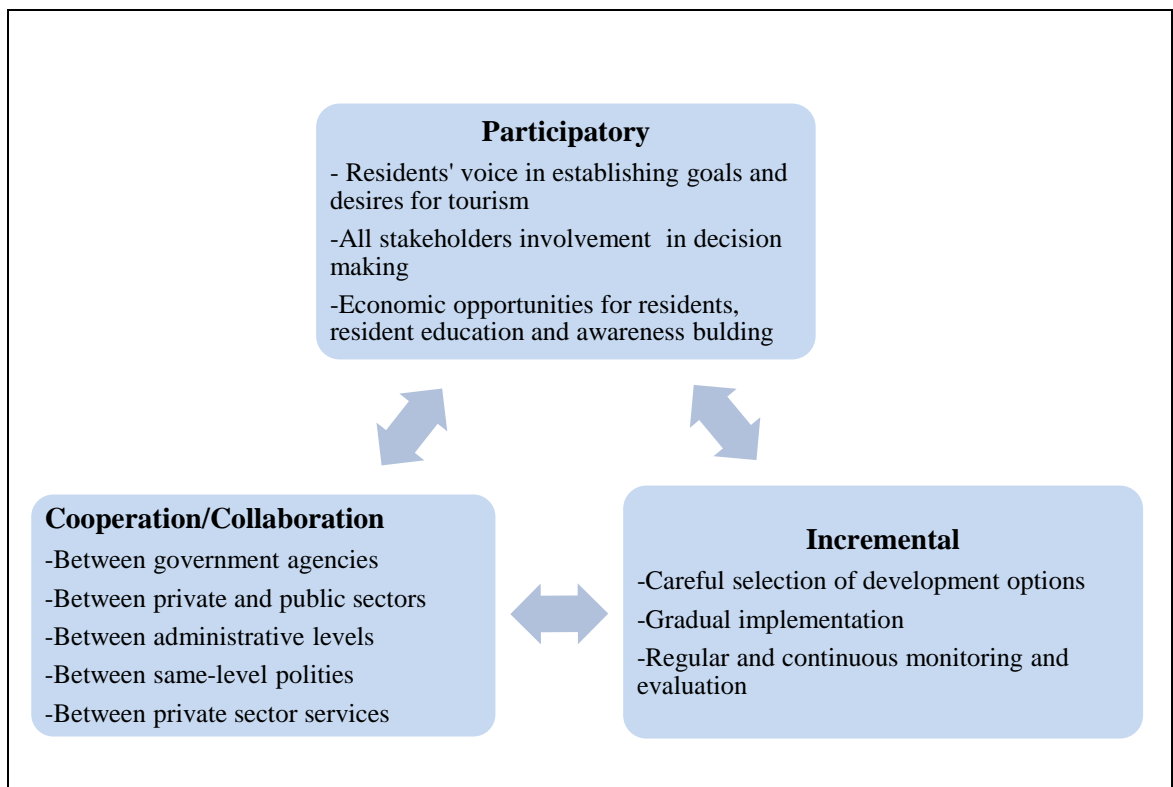 Participatory
- Residents' voice in establishing goals and
desires for tourism
-All stakeholders involvement  in decision
making
-Economic opportunities for residents,
resident education and awareness bulding
Cooperation/Collaboration
-Between government agencies
-Between private and public sectors
-Between administrative levels
-Between same-level polities
-Between private sector services
Incremental
-Careful selection of development options
-Gradual implementation
-Regular and continuous monitoring and
evaluation